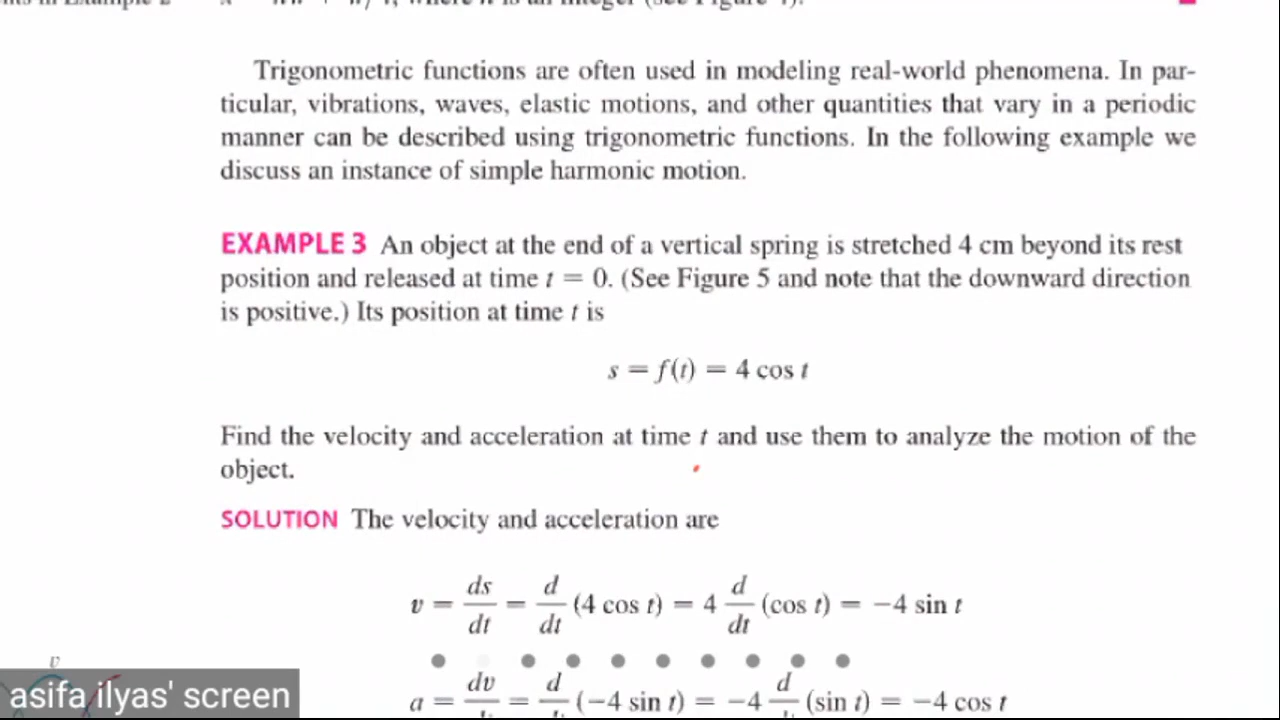 Trigonometric functions are often used in modeling real-world phenomena. In par-
ticular, vibrations, waves, elastic motions, and other quantities that vary in a periodic
manner can be described using trigonometric functions. In the following example we
discuss an instance of simple harmonic motion.
EXAMPLE 3 An object at the end of a vertical spring is stretched 4 cm beyond its rest
position and released at time t = 0. (See Figure 5 and note that the downward direction
is positive.) Its position at time t is
s = f(t) = 4 cos t
Find the velocity and acceleration at time t and use them to analyze the motion of the
object.
SOLUTION The velocity and acceleration are
v = ds/dt = d/dt (4 cos t) = 4 d/dt (cos t) = −4 sin t
v
a = dv/dt = d/dt (−4 sin t) = −4 d/dt (sin t) = −4 cos t
asifa ilyas' screen